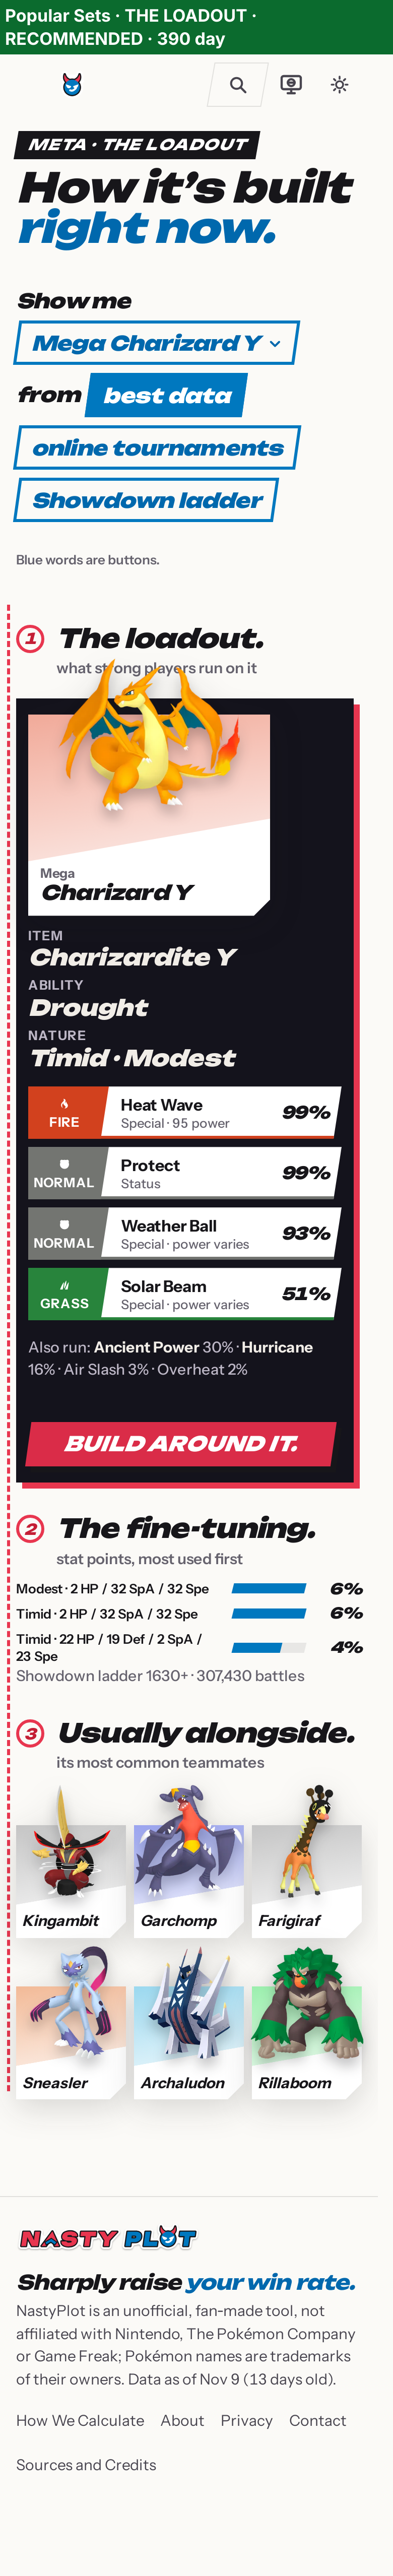 Popular Sets · THE LOADOUT ·
RECOMMENDED · 390 day
META · THE LOADOUT
How it’s built
right now.
Show me
Mega Charizard Y
from best data
online tournaments
Showdown ladder
Blue words are buttons.
1 The loadout.
what strong players run on it
Mega
Charizard Y
ITEM
Charizardite Y
ABILITY
Drought
NATURE
Timid · Modest
FIRE
Heat Wave
Special · 95 power
99%
NORMAL
Protect
Status
99%
NORMAL
Weather Ball
Special · power varies
93%
GRASS
Solar Beam
Special · power varies
51%
Also run: Ancient Power 30% · Hurricane
16% · Air Slash 3% · Overheat 2%
BUILD AROUND IT.
2 The fine-tuning.
stat points, most used first
Modest · 2 HP / 32 SpA / 32 Spe 6%
Timid · 2 HP / 32 SpA / 32 Spe 6%
Timid · 22 HP / 19 Def / 2 SpA /
23 Spe
4%
Showdown ladder 1630+ · 307,430 battles
3 Usually alongside.
its most common teammates
Kingambit
Garchomp
Farigiraf
Sneasler
Archaludon
Rillaboom
NASTY PLOT
Sharply raise your win rate.
NastyPlot is an unofficial, fan-made tool, not
affiliated with Nintendo, The Pokémon Company
or Game Freak; Pokémon names are trademarks
of their owners. Data as of Nov 9 (13 days old).
How We Calculate About Privacy Contact
Sources and Credits